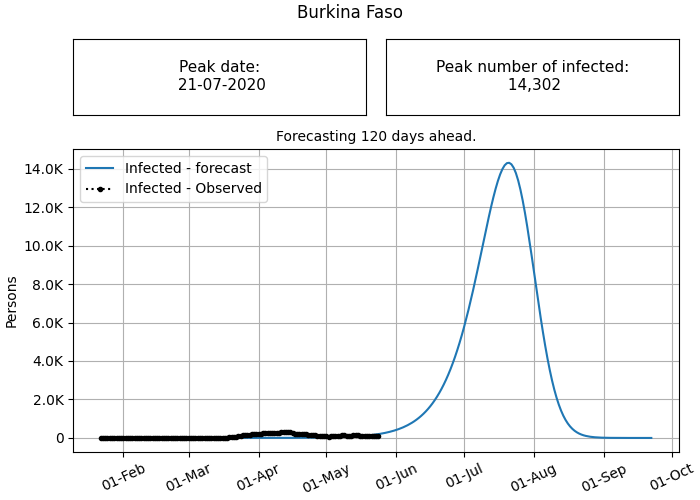 Burkina Faso
Peak date:
21-07-2020
Peak number of infected:
14,302
Forecasting 120 days ahead.
Infected - forecast
Infected - Observed
14.0K
12.0K
10.0K
8.0K
6.0K
4.0K
2.0K
0
Persons
01-Feb
01-Mar
01-Apr
01-May
01-Jun
01-Jul
01-Aug
01-Sep
01-Oct